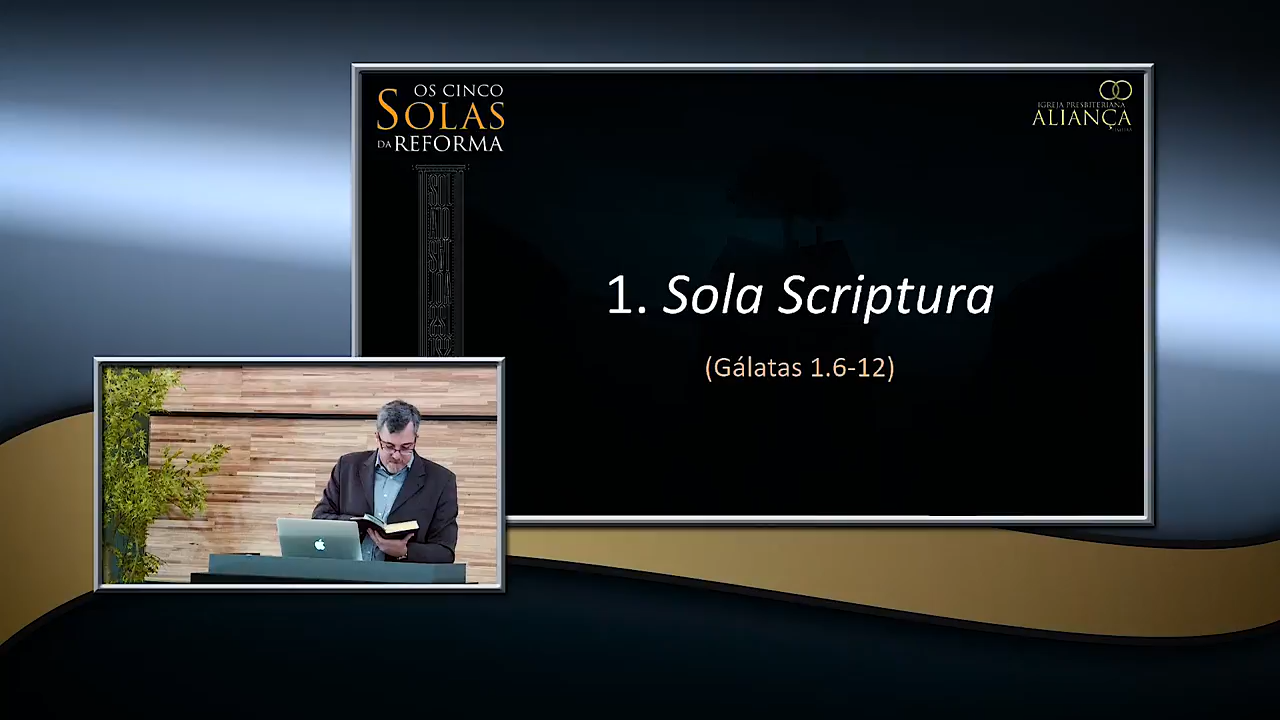 OS CINCO
SOLAS
DA REFORMA
IGREJA PRESBITERIANA
ALIANÇA
1. Sola Scriptura
(Gálatas 1.6-12)